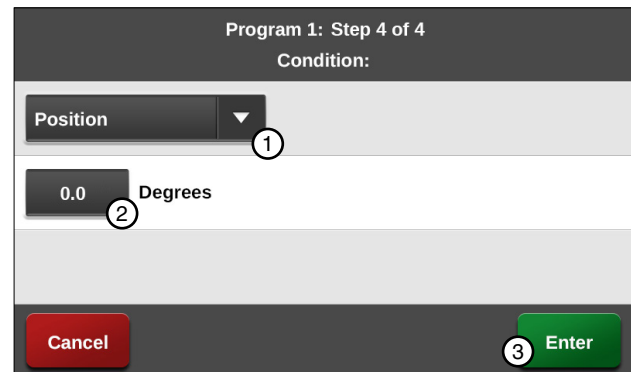 Program 1: Step 4 of 4
Condition:
Position
1
0.0 Degrees
2
Cancel
3 Enter